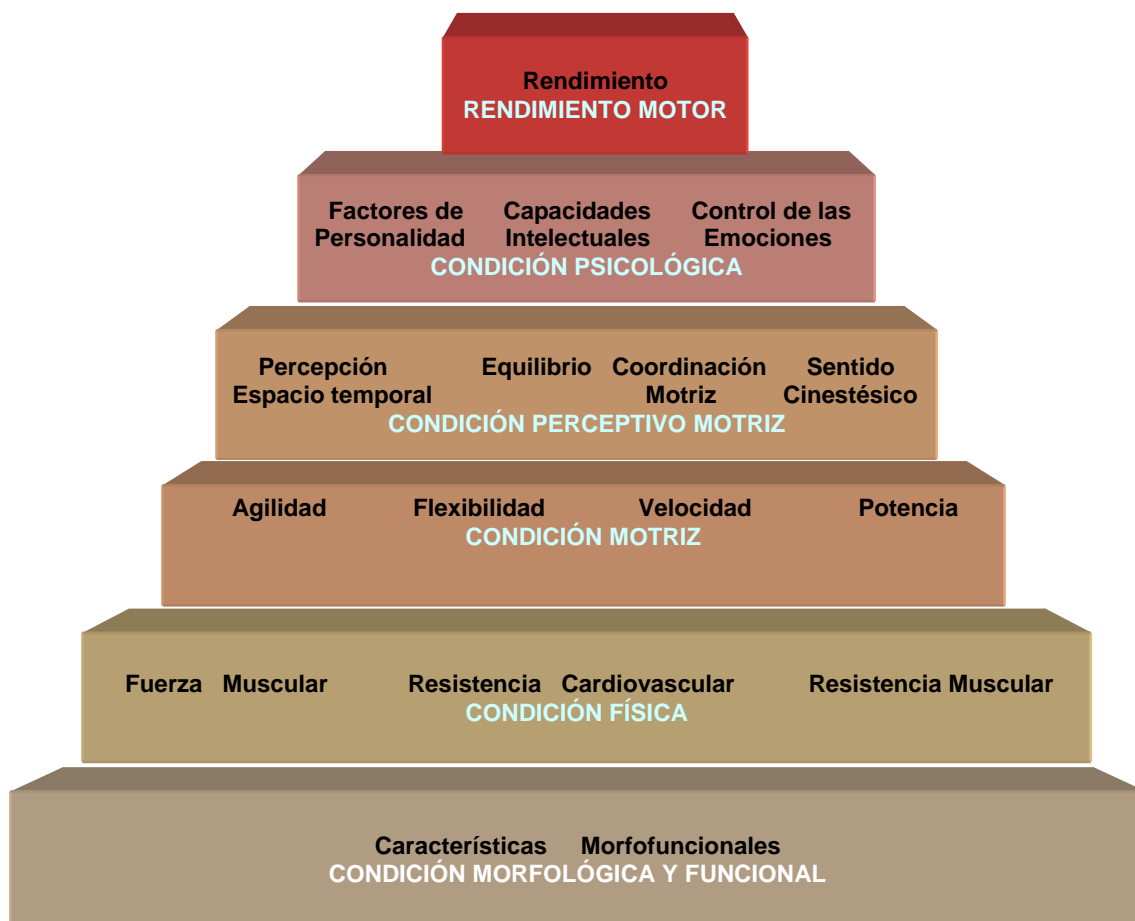 Rendimiento
RENDIMIENTO MOTOR
Factores de Capacidades Control de las
Personalidad Intelectuales Emociones
CONDICIÓN PSICOLÓGICA
Percepción Equilibrio Coordinación Sentido
Espacio temporal Motriz Cinestésico
CONDICIÓN PERCEPTIVO MOTRIZ
Agilidad Flexibilidad Velocidad Potencia
CONDICIÓN MOTRIZ
Fuerza Muscular Resistencia Cardiovascular Resistencia Muscular
CONDICIÓN FÍSICA
Características Morfofuncionales
CONDICIÓN MORFOLÓGICA Y FUNCIONAL